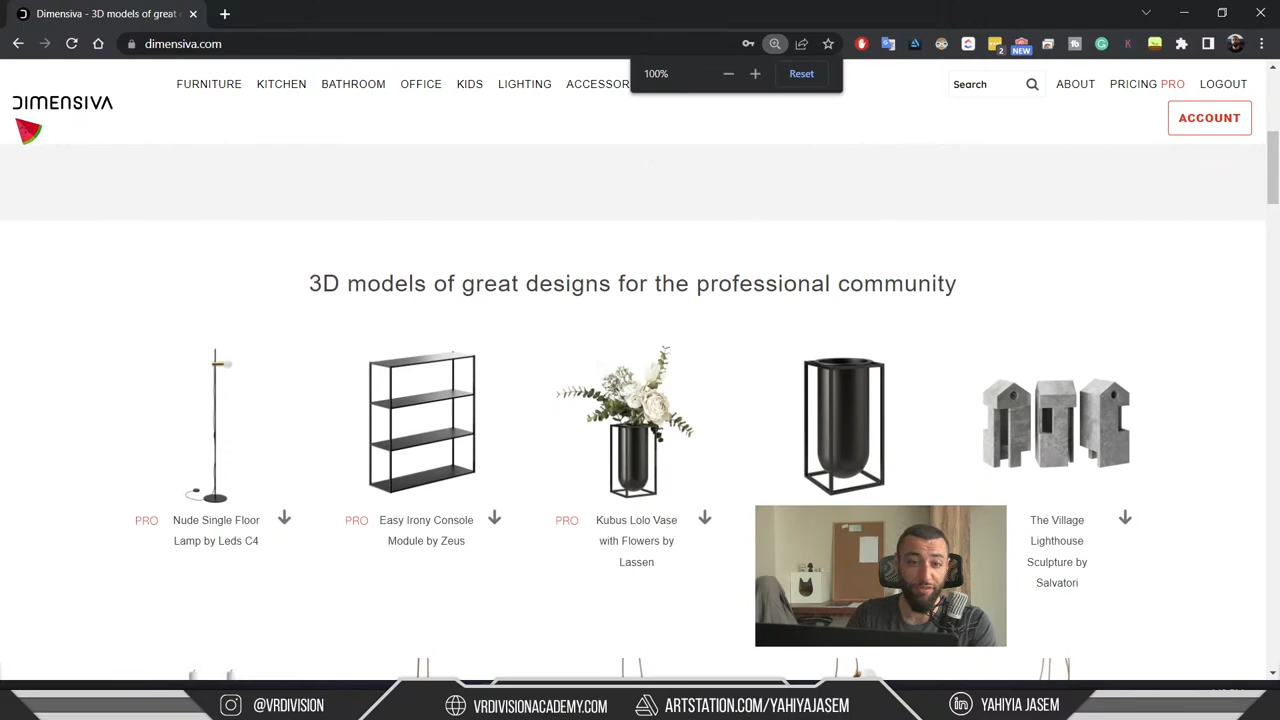 Dimensiva - 3D models of great
dimensiva.com
2
NEW
100%
Reset
FURNITURE KITCHEN BATHROOM OFFICE KIDS LIGHTING ACCESSOR
Search
ABOUT PRICING PRO LOGOUT
DIMENSIVA
ACCOUNT
3D models of great designs for the professional community
PRO Nude Single Floor
Lamp by Leds C4
PRO Easy Irony Console
Module by Zeus
PRO Kubus Lolo Vase
with Flowers by
Lassen
The Village
Lighthouse
Sculpture by
Salvatori
@VRDIVISION
VRDIVISIONACADEMY.COM
ARTSTATION.COM/YAHIYAJASEM
YAHIYIA JASEM